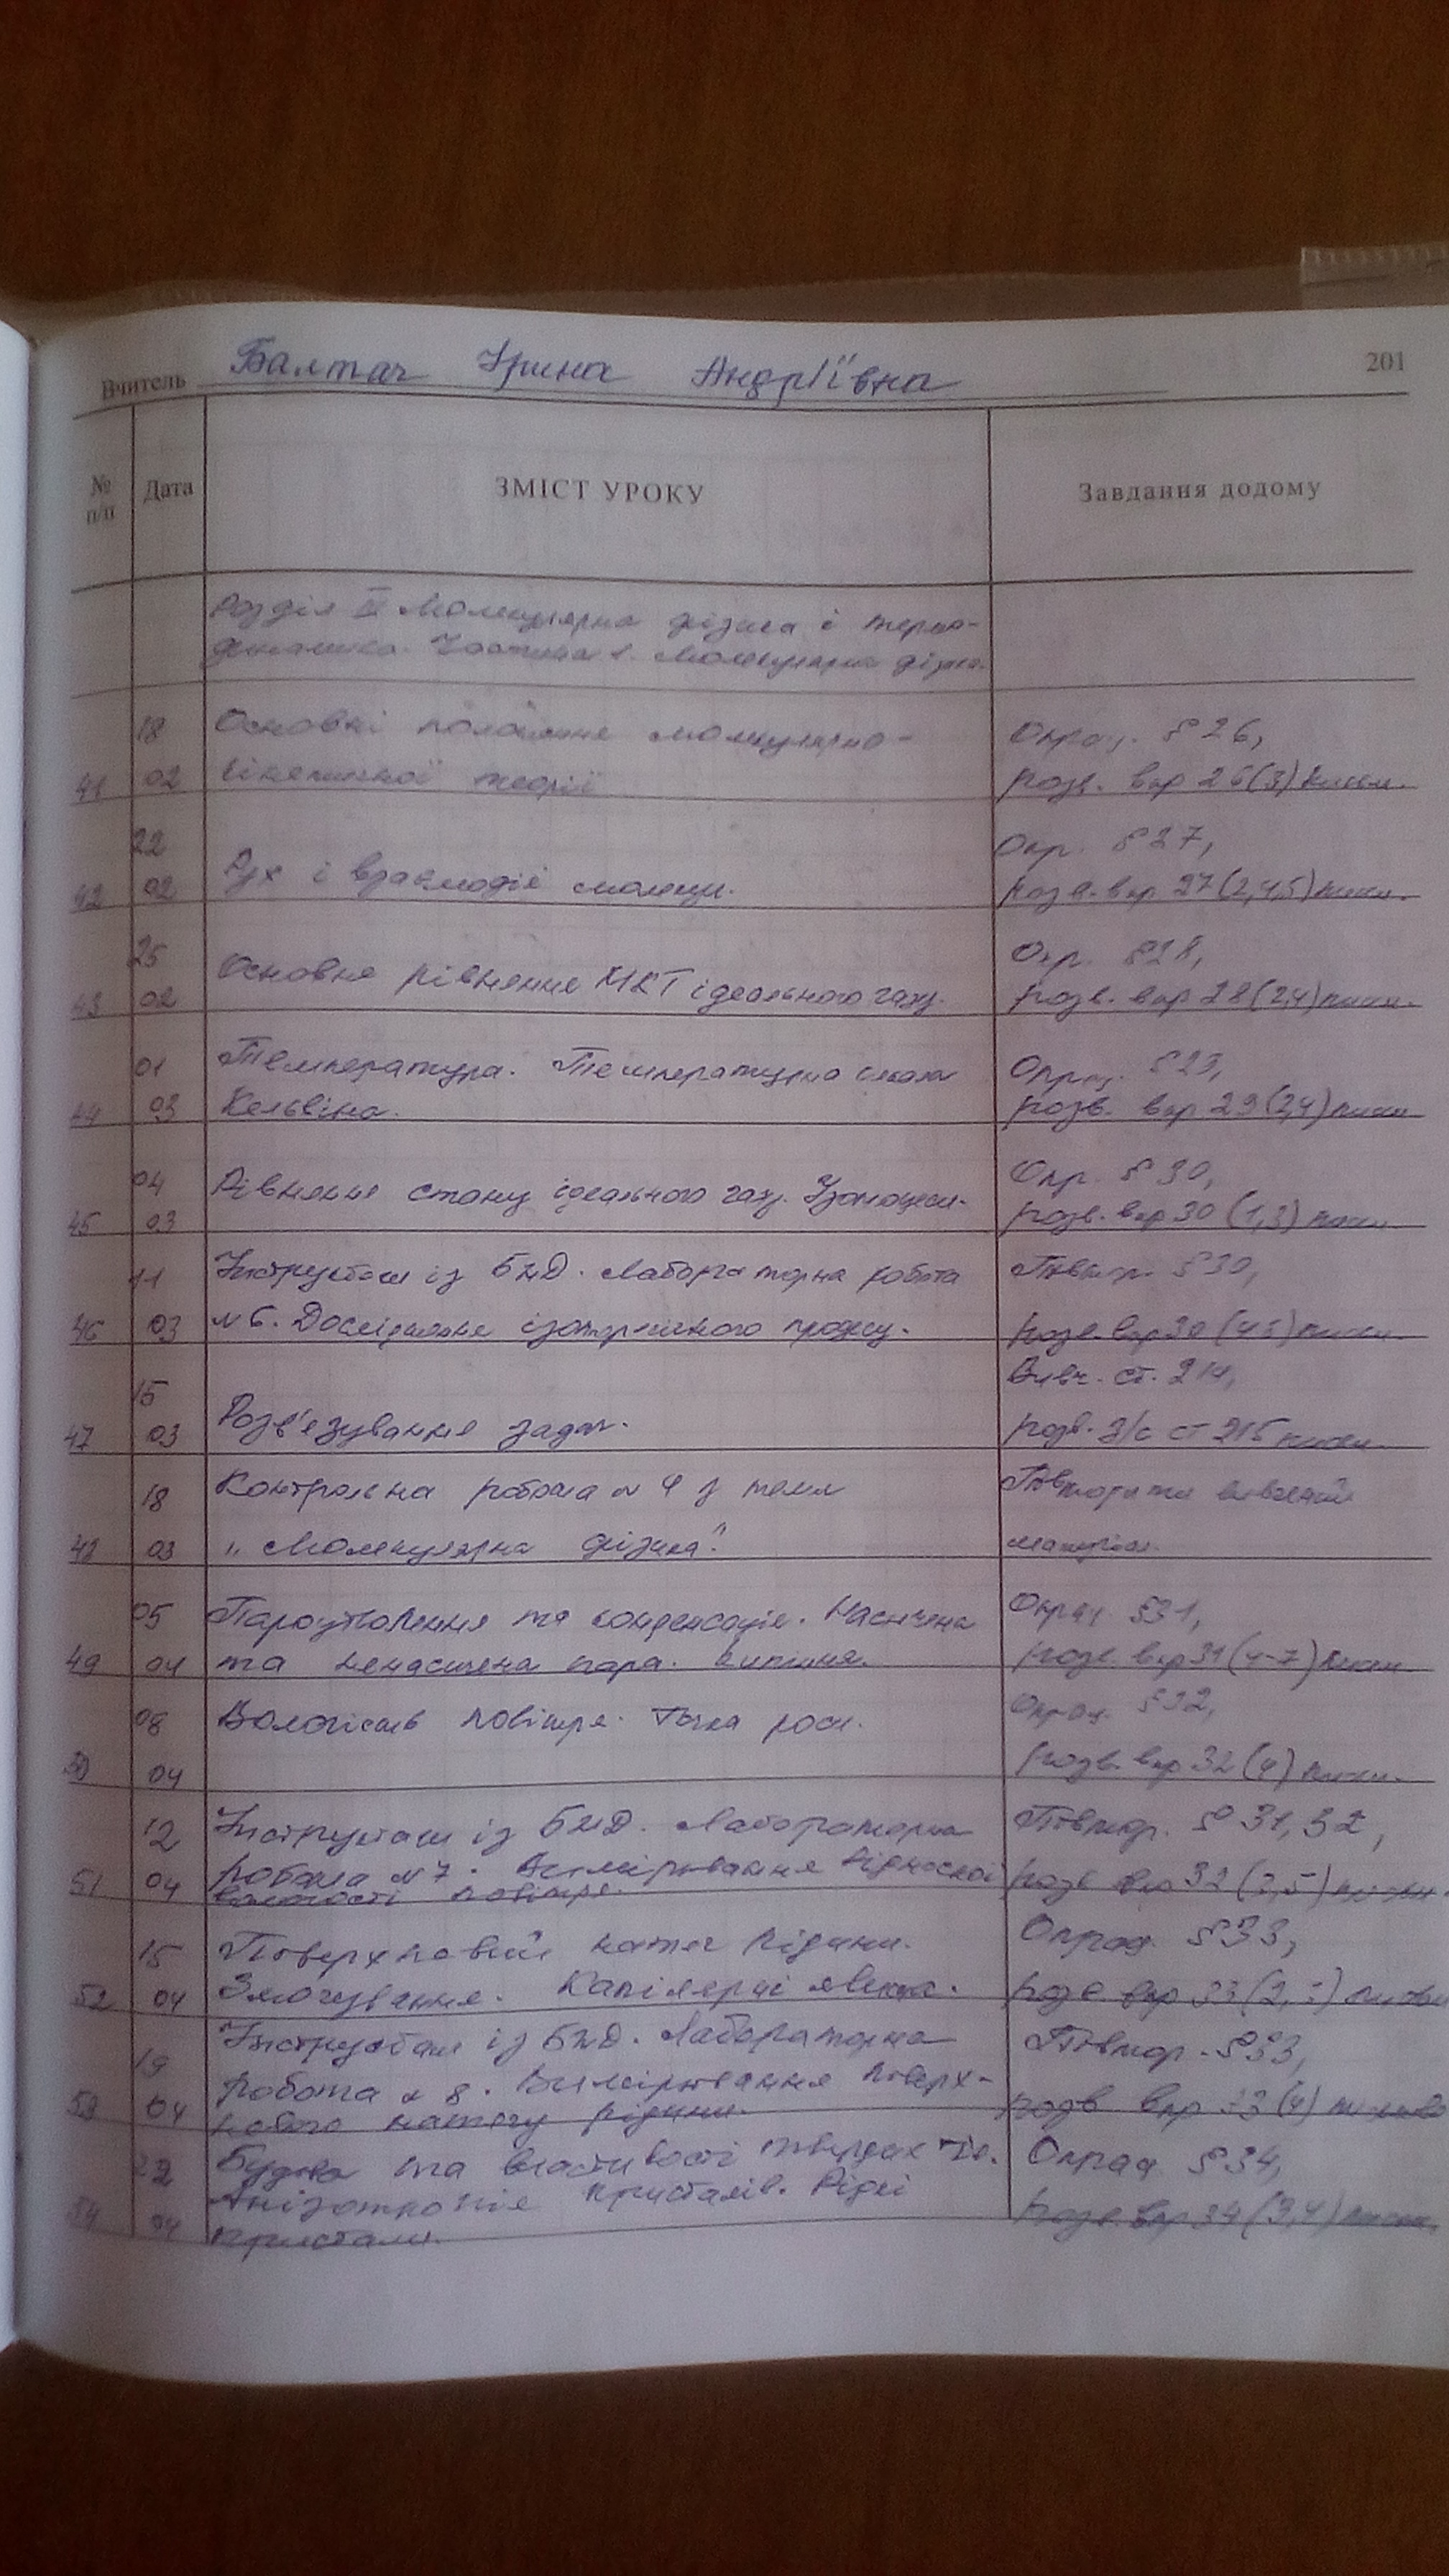 Вчитель Балтач Ірина Андріївна
201
№ п/п Дата ЗМІСТ УРОКУ Завдання додому
Розділ Молекулярна фізика і термо-
динаміка. Частина 1. Молекулярна фізика.
18 Основні положення молекулярно- Опрац. §26,
41 02 кінетичної теорії розв. впр 26(3) письм.
22 Опр. §27,
42 02 Рух і взаємодія молекул. розв. впр 27(2,4,5) письм.
25 Опр. §28,
43 02 Основне рівняння МКТ ідеального газу. розв. впр 28(2,4) письм.
01 Температура. Температурна шкала Опрац. §29,
44 03 Кельвіна. розв. впр 29(2,4) письм
04 Рівняння стану ідеального газу. Ізопроцеси. Опр. §30,
45 03 розв. впр 30 (1,3) письм.
11 Інструктаж із БЖД. Лабораторна робота Повтор. §30,
46 03 №6. Дослідження ізотермічного процесу. розв. впр 30 письм.
15 Вивч. ст. 214,
47 03 Розв'язування задач. розв. з/с ст 215 письм.
18 Контрольна робота №4 з теми Повторити вивчений
48 03 „Молекулярна фізика". матеріал.
05 Пароутворення та конденсація. Насичена Опрац §31,
49 04 та ненасичена пара. Кипіння. розв. впр 31(4-7) письм.
08 Вологість повітря. Точка роси. Опрац. §32,
50 04 розв. впр 32(4) письм.
12 Інструктаж із БЖД. Лабораторна Повтор. §31, 32,
51 04 робота №7. Вимірювання відносної розв впр 32(3,5) письм.
вологості повітря.
15 Поверхневий натяг рідини. Опрац. §33,
52 04 Змочування. Капілярні явища. розв впр 33 письм
19 Інструктаж із БЖД. Лабораторна Повтор. §33,
53 04 робота №8. Вимірювання поверх- розв впр 33(4) письмово
невого натягу рідини.
22 Будова та властивості твердих тіл. Опрац §34,
54 04 Анізотропія кристалів. Рідкі розв. впр 34(3,4) письм.
кристали.